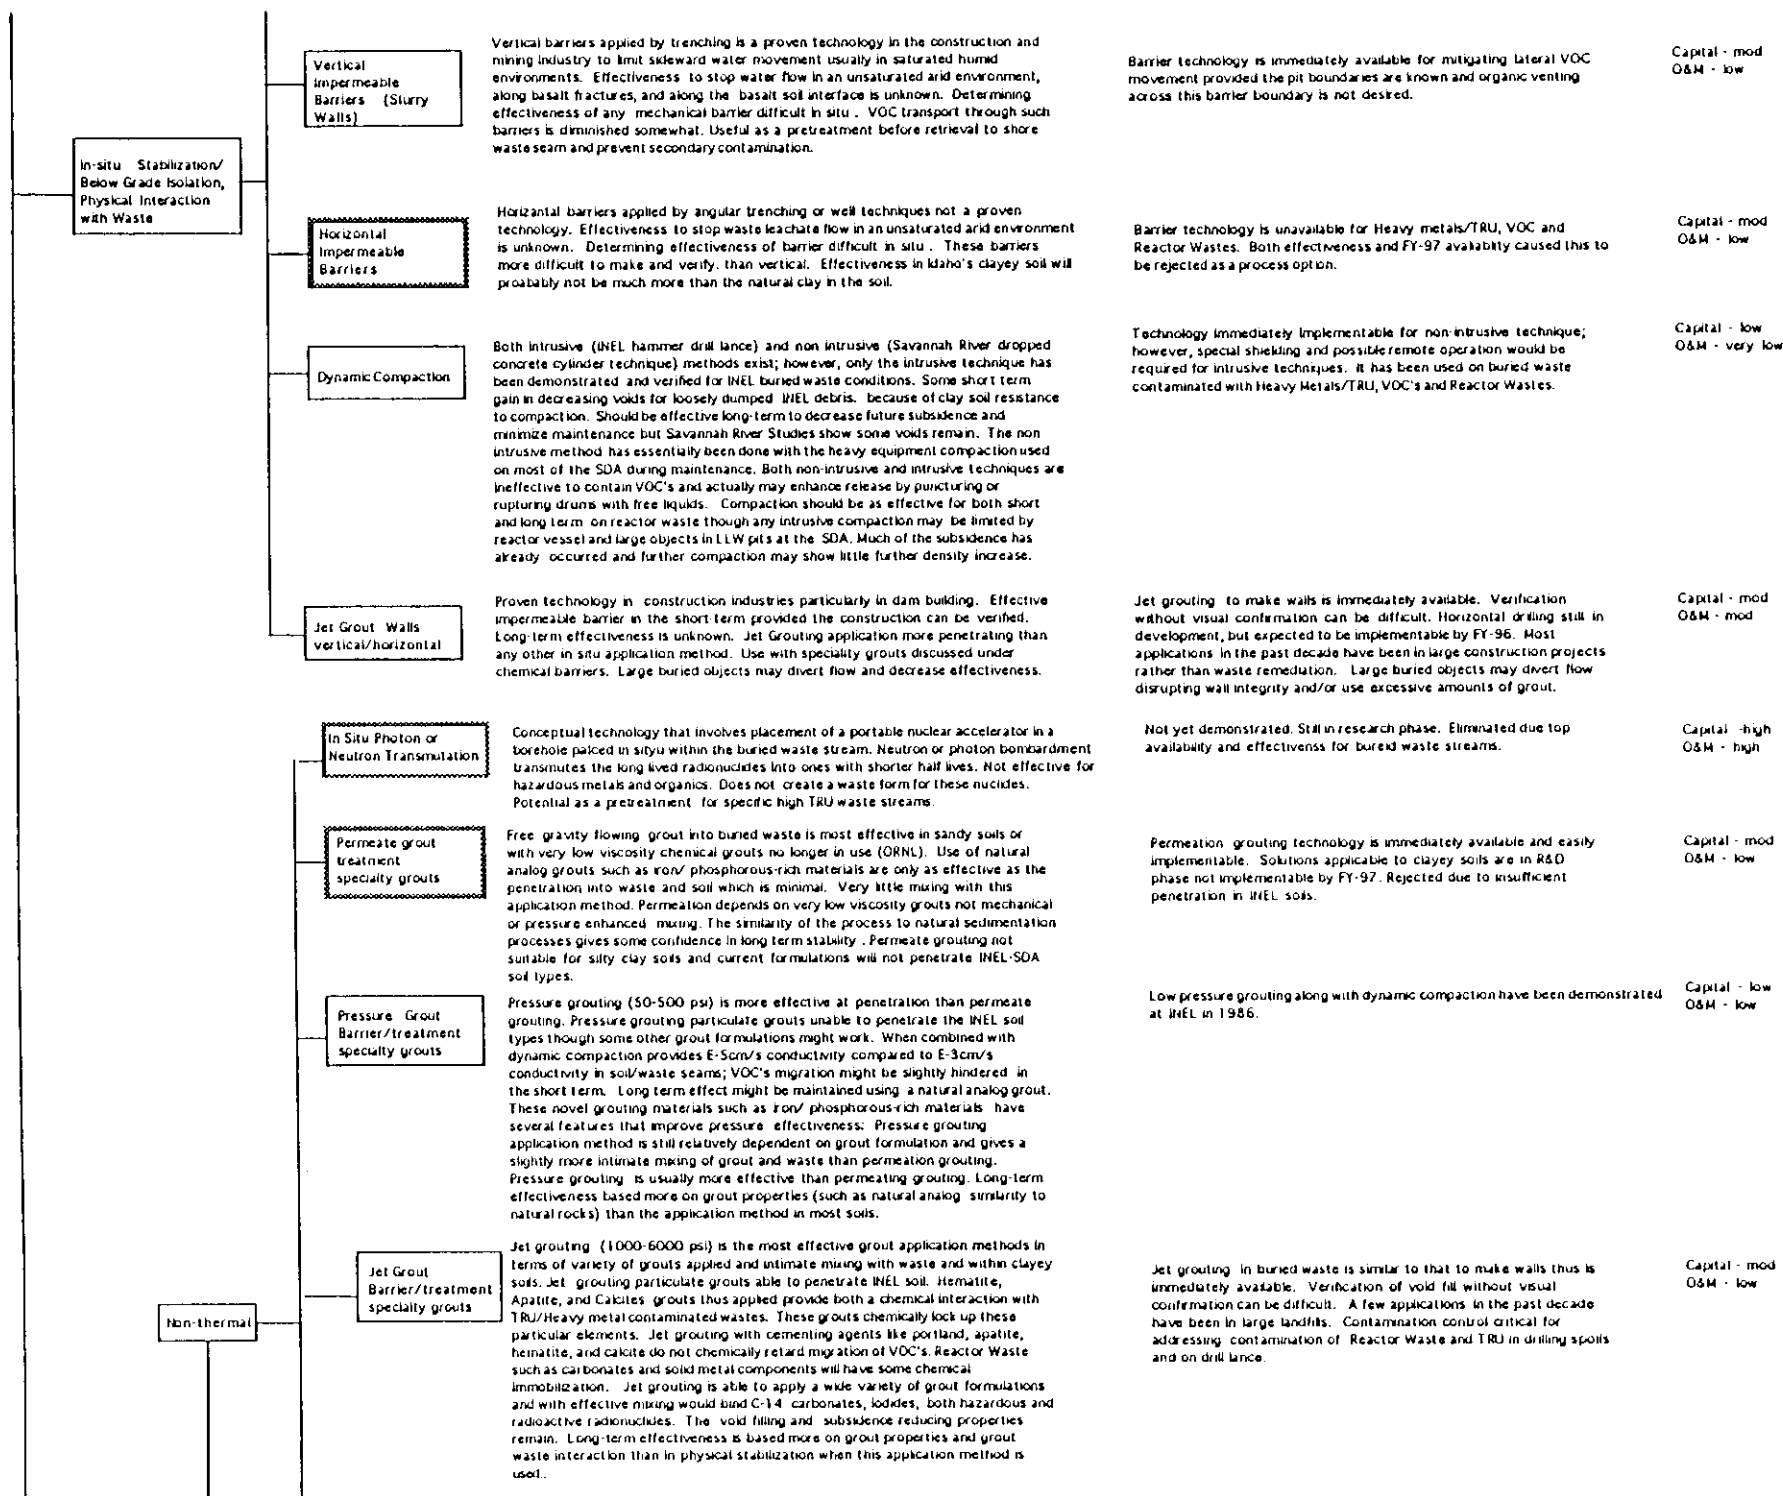 Vertical
Impermeable
Barriers (Slurry
Walls)
Vertical barriers applied by trenching is a proven technology in the construction and
mining industry to limit sideward water movement usually in saturated humid
environments. Effectiveness to stop water flow in an unsaturated arid environment,
along basalt fractures, and along the basalt soil interface is unknown. Determining
effectiveness of any mechanical barrier difficult in situ . VOC transport through such
barriers is diminished somewhat. Useful as a pretreatment before retrieval to shore
waste seam and prevent secondary contamination.
Barrier technology is immediately available for mitigating lateral VOC
movement provided the pit boundaries are known and organic venting
across this barrier boundary is not desired.
Capital - mod
O&M - low
In-situ Stabilization/
Below Grade Isolation,
Physical Interaction
with Waste
Horizontal
Impermeable
Barriers
Horizantal barriers applied by angular trenching or well techniques not a proven
technology. Effectiveness to stop waste leachate flow in an unsaturated arid environment
is unknown. Determining effectiveness of barrier difficult in situ . These barriers
more difficult to make and verify, than vertical. Effectiveness in Idaho's clayey soil will
proabably not be much more than the natural clay in the soil.
Barrier technology is unavailable for Heavy metals/TRU, VOC and
Reactor Wastes. Both effectiveness and FY-97 availability caused this to
be rejected as a process option.
Capital - mod
O&M - low
Dynamic Compaction
Both intrusive (INEL hammer drill lance) and non intrusive (Savannah River dropped
concrete cylinder technique) methods exist; however, only the intrusive technique has
been demonstrated and verified for INEL buried waste conditions. Some short term
gain in decreasing voids for loosely dumped INEL debris. because of clay soil resistance
to compaction. Should be effective long-term to decrease future subsidence and
minimize maintenance but Savannah River Studies show some voids remain. The non
intrusive method has essentially been done with the heavy equipment compaction used
on most of the SDA during maintenance. Both non-intrusive and intrusive techniques are
ineffective to contain VOC's and actually may enhance release by puncturing or
rupturing drums with free liquids. Compaction should be as effective for both short
and long term on reactor waste though any intrusive compaction may be limited by
reactor vessel and large objects in LLW pits at the SDA. Much of the subsidence has
already occurred and further compaction may show little further density increase.
Technology immediately implementable for non-intrusive technique;
however, special shielding and possible remote operation would be
required for intrusive techniques. It has been used on buried waste
contaminated with Heavy Metals/TRU, VOC's and Reactor Wastes.
Capital - low
O&M - very low
Jet Grout Walls
vertical/horizontal
Proven technology in construction industries particularly in dam building. Effective
impermeable barrier in the short term provided the construction can be verified.
Long-term effectiveness is unknown. Jet Grouting application more penetrating than
any other in situ application method. Use with speciality grouts discussed under
chemical barriers. Large buried objects may divert flow and decrease effectiveness.
Jet grouting to make walls is immediately available. Verification
without visual confirmation can be difficult. Horizontal drilling still in
development, but expected to be implementable by FY-96. Most
applications in the past decade have been in large construction projects
rather than waste remediation. Large buried objects may divert flow
disrupting wall integrity and/or use excessive amounts of grout.
Capital - mod
O&M - mod
In Situ Photon or
Neutron Transmutation
Conceptual technology that involves placement of a portable nuclear accelerator in a
borehole palced in sityu within the buried waste stream. Neutron or photon bombardment
transmutes the long lived radionuclides into ones with shorter half lives. Not effective for
hazardous metals and organics. Does not create a waste form for these nuclides.
Potential as a pretreatment for specific high TRU waste streams.
Not yet demonstrated. Still in research phase. Eliminated due top
availability and effectivenss for bureid waste streams.
Capital -high
O&M - high
Permeate grout
treatment
specialty grouts
Free gravity flowing grout into buried waste is most effective in sandy soils or
with very low viscosity chemical grouts no longer in use (ORNL). Use of natural
analog grouts such as iron/ phosphorous-rich materials are only as effective as the
penetration into waste and soil which is minimal. Very little mixing with this
application method. Permeation depends on very low viscosity grouts not mechanical
or pressure enhanced mixing. The similarity of the process to natural sedimentation
processes gives some confidence in long term stability . Permeate grouting not
suitable for silty clay soils and current formulations will not penetrate INEL-SDA
soil types.
Permeation grouting technology is immediately available and easily
implementable. Solutions applicable to clayey soils are in R&D
phase not implementable by FY-97. Rejected due to insufficient
penetration in INEL soils.
Capital - mod
O&M - low
Pressure Grout
Barrier/treatment
specialty grouts
Pressure grouting (50-500 psi) is more effective at penetration than permeate
grouting. Pressure grouting particulate grouts unable to penetrate the INEL soil
types though some other grout formulations might work. When combined with
dynamic compaction provides E-5cm/s conductivity compared to E-3cm/s
conductivity in soil/waste seams; VOC's migration might be slightly hindered in
the short term. Long term effect might be maintained using a natural analog grout.
These novel grouting materials such as iron/ phosphorous-rich materials have
several features that improve pressure effectiveness: Pressure grouting
application method is still relatively dependent on grout formulation and gives a
slightly more intimate mixing of grout and waste than permeation grouting.
Pressure grouting is usually more effective than permeating grouting. Long-term
effectiveness based more on grout properties (such as natural analog similarity to
natural rocks) than the application method in most soils.
Low pressure grouting along with dynamic compaction have been demonstrated
at INEL in 1986.
Capital - low
O&M - low
Non-thermal
Jet Grout
Barrier/treatment
specialty grouts
Jet grouting (1000-6000 psi) is the most effective grout application methods in
terms of variety of grouts applied and intimate mixing with waste and within clayey
soils. Jet grouting particulate grouts able to penetrate INEL soil. Hematite,
Apatite, and Calcites grouts thus applied provide both a chemical interaction with
TRU/Heavy metal contaminated wastes. These grouts chemically lock up these
particular elements. Jet grouting with cementing agents like portland, apatite,
hematite, and calcite do not chemically retard migration of VOC's. Reactor Waste
such as carbonates and solid metal components will have some chemical
immobilization. Jet grouting is able to apply a wide variety of grout formulations
and with effective mixing would bind C-14 carbonates, iodides, both hazardous and
radioactive radionuclides. The void filling and subsidence reducing properties
remain. Long-term effectiveness is based more on grout properties and grout
waste interaction than in physical stabilization when this application method is
used..
Jet grouting in buried waste is similar to that to make walls thus is
immediately available. Verification of void fill without visual
confirmation can be difficult. A few applications in the past decade
have been in large landfills. Contamination control critical for
addressing contamination of Reactor Waste and TRU in drilling spoils
and on drill lance.
Capital - mod
O&M - low